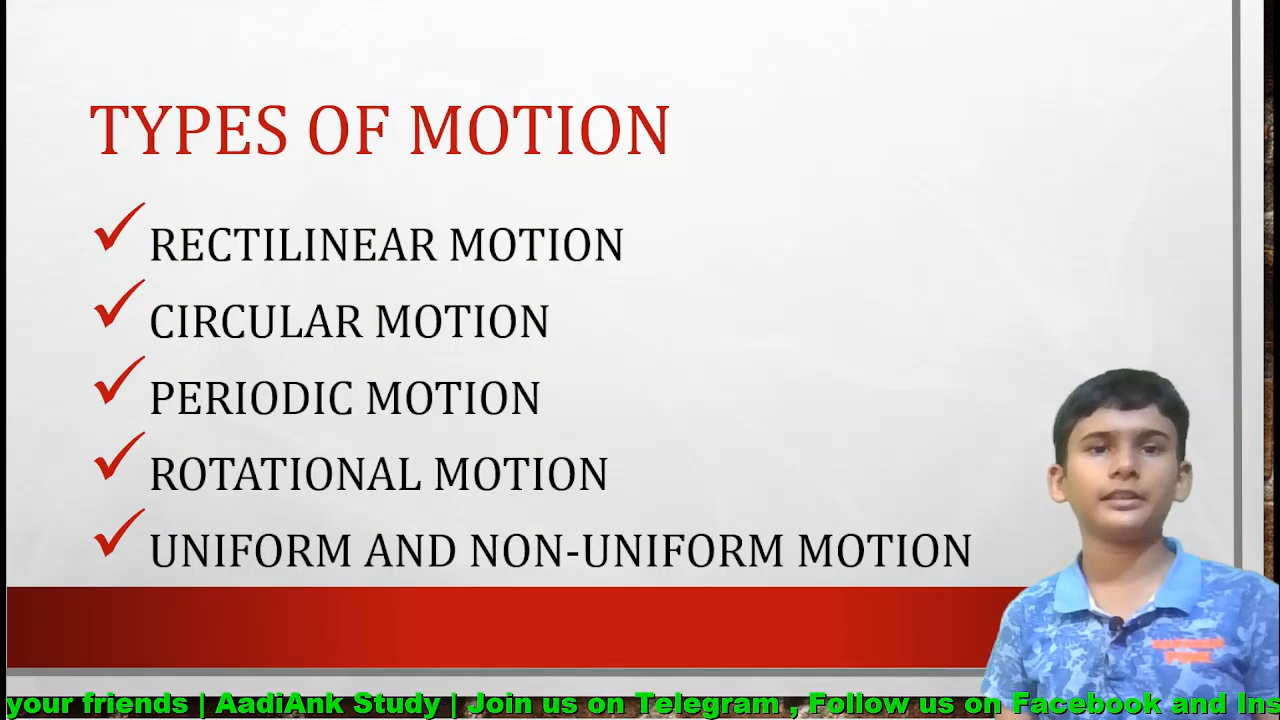 TYPES OF MOTION
RECTILINEAR MOTION
CIRCULAR MOTION
PERIODIC MOTION
ROTATIONAL MOTION
UNIFORM AND NON-UNIFORM MOTION
your friends | AadiAnk Study | Join us on Telegram , Follow us on Facebook and Ins